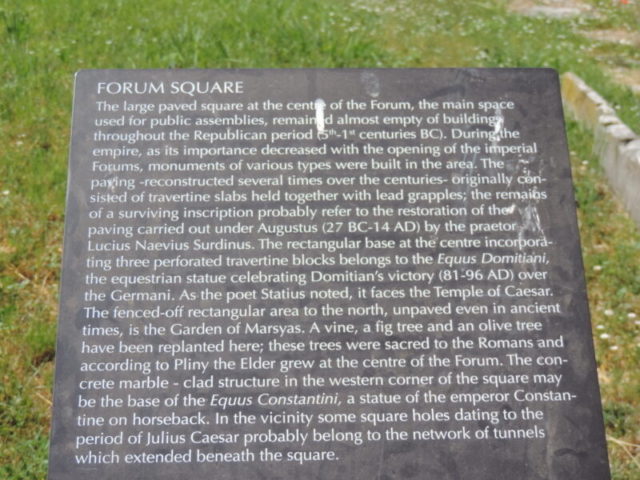 FORUM SQUARE
The large paved square at the centre of the Forum, the main space
used for public assemblies, remained almost empty of buildings
throughout the Republican period (5th-1st centuries BC). During the
empire, as its importance decreased with the opening of the imperial
Forums, monuments of various types were built in the area. The
paving -reconstructed several times over the centuries- originally con-
sisted of travertine slabs held together with lead grapples; the remains
of a surviving inscription probably refer to the restoration of the
paving carried out under Augustus (27 BC-14 AD) by the praetor
Lucius Naevius Surdinus. The rectangular base at the centre incorpora-
ting three perforated travertine blocks belongs to the Equus Domitiani,
the equestrian statue celebrating Domitian's victory (81-96 AD) over
the Germani. As the poet Statius noted, it faces the Temple of Caesar.
The fenced-off rectangular area to the north, unpaved even in ancient
times, is the Garden of Marsyas. A vine, a fig tree and an olive tree
have been replanted here; these trees were sacred to the Romans and
according to Pliny the Elder grew at the centre of the Forum. The con-
crete marble - clad structure in the western corner of the square may
be the base of the Equus Constantini, a statue of the emperor Constan-
tine on horseback. In the vicinity some square holes dating to the
period of Julius Caesar probably belong to the network of tunnels
which extended beneath the square.